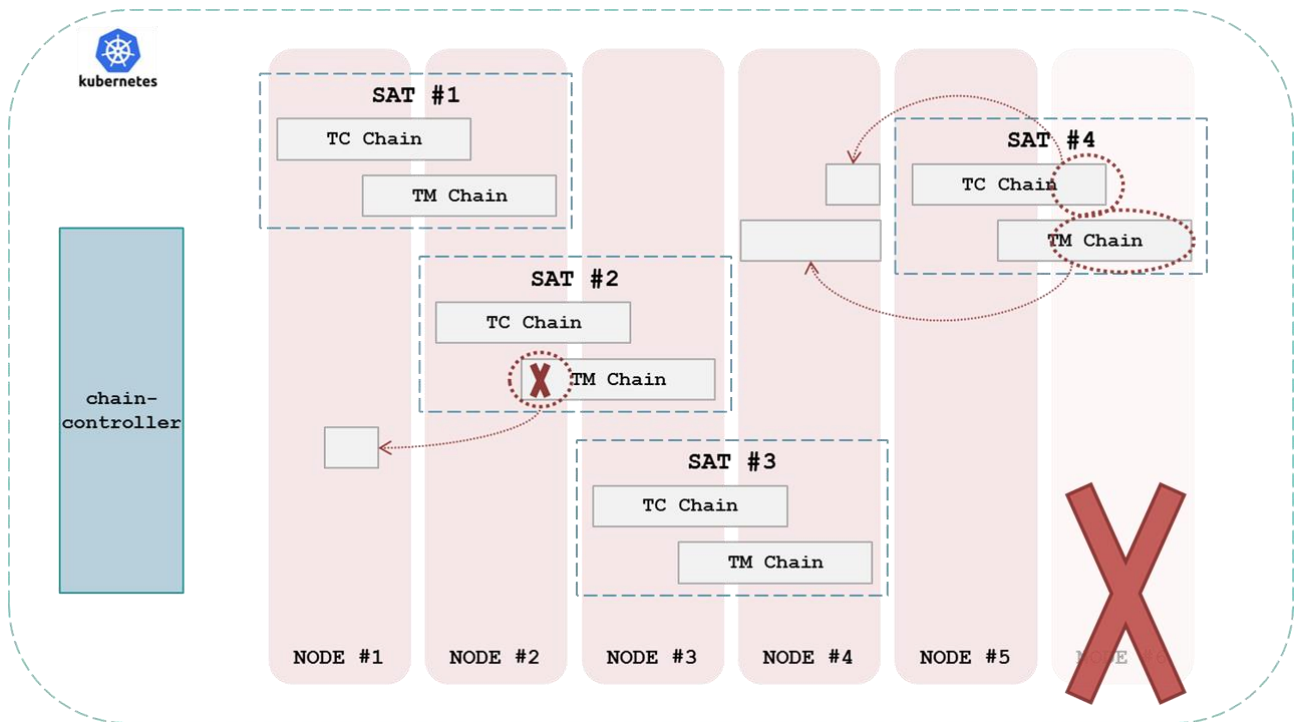 kubernetes
SAT #1
TC Chain
TM Chain
SAT #4
TC Chain
TM Chain
SAT #2
TC Chain
TM Chain
chain-
controller
SAT #3
TC Chain
TM Chain
NODE #1
NODE #2
NODE #3
NODE #4
NODE #5